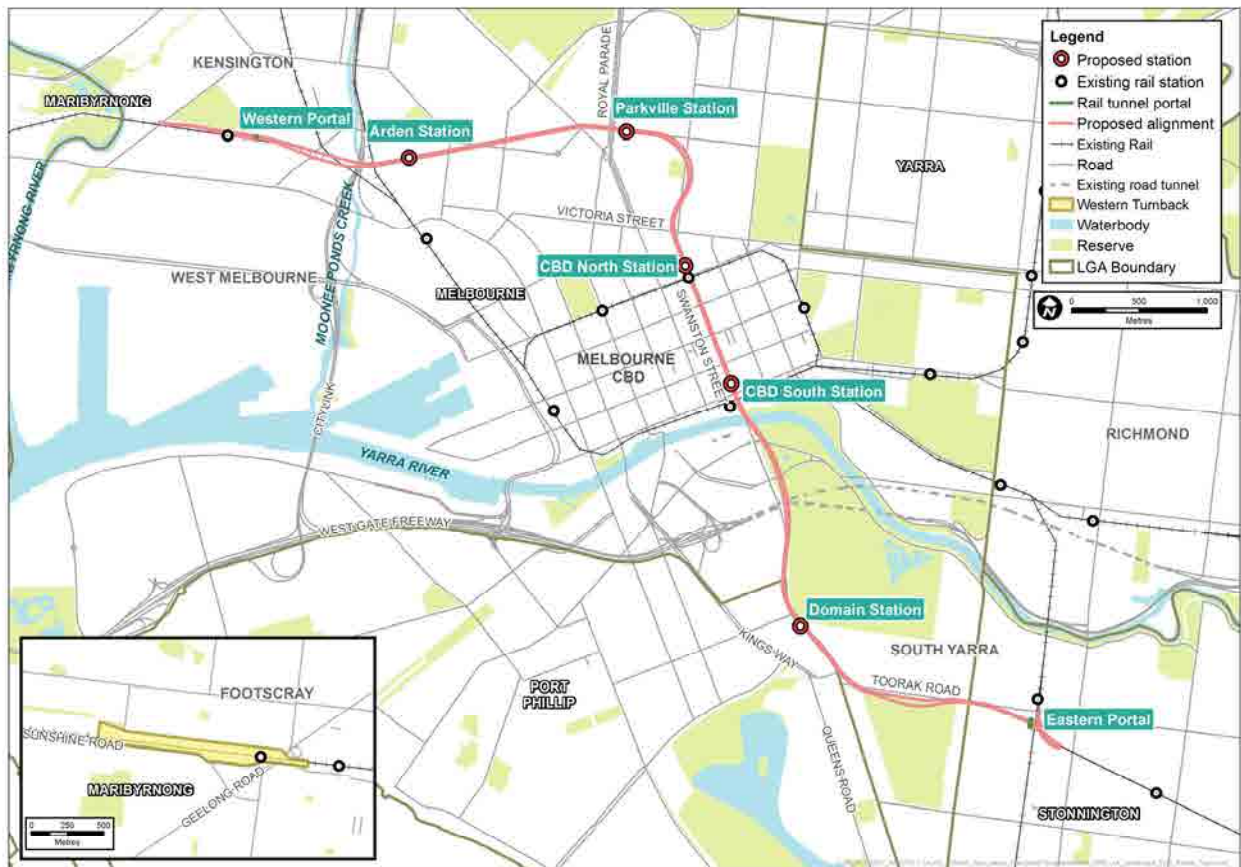 KENSINGTON
MARIBYRNONG
Western Portal
Arden Station
ROYAL PARADE
Parkville Station
YARRA
Legend
Proposed station
Existing rail station
Rail tunnel portal
Proposed alignment
Existing Rail
Road
Existing road tunnel
Western Turnback
Waterbody
Reserve
LGA Boundary
N
0 500 1,000
Metres
MOONEE PONDS CREEK
VICTORIA STREET
WEST MELBOURNE
MELBOURNE
CBD North Station
SWANSTON STREET
MELBOURNE
CBD
CBD South Station
CITYLINK
YARRA RIVER
RICHMOND
WEST GATE FREEWAY
Domain Station
KINGS WAY
SOUTH YARRA
TOORAK ROAD
PORT
PHILLIP
QUEENS ROAD
Eastern Portal
STONNINGTON
FOOTSCRAY
SUNSHINE ROAD
MARIBYRNONG
GEELONG ROAD
0 250 500
Metres